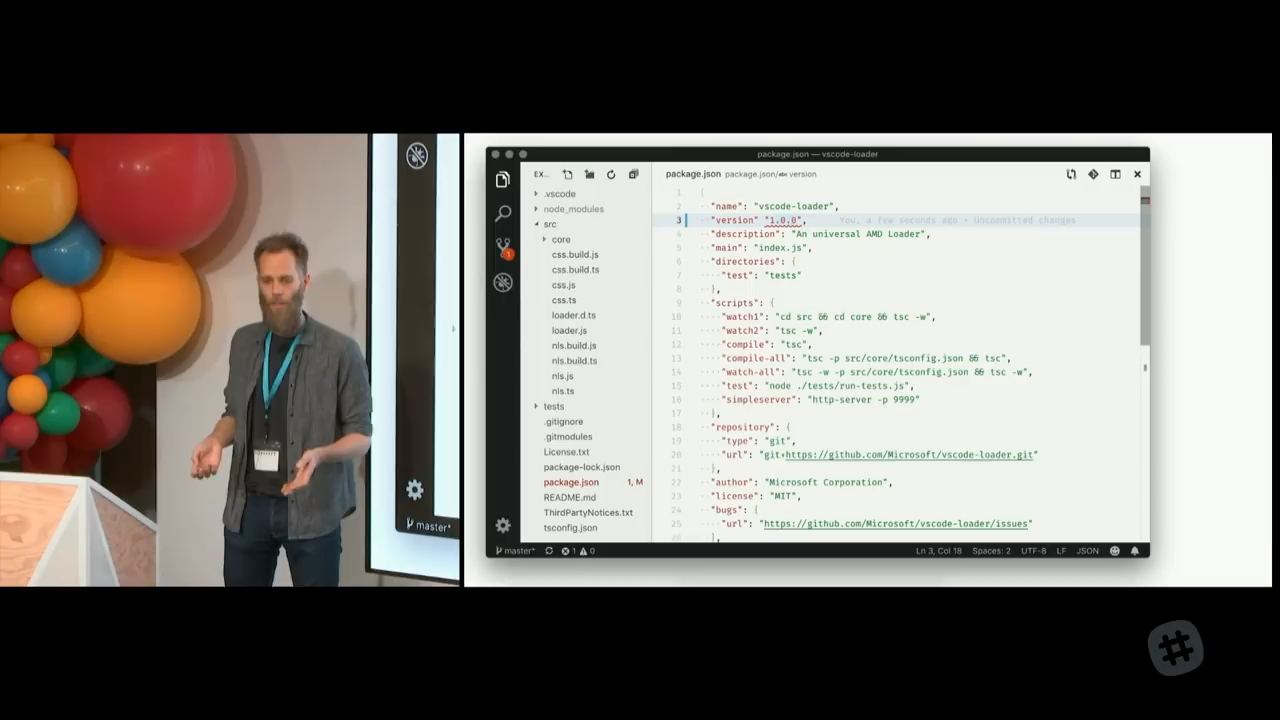 master*
package.json — vscode-loader
EX...
package.json package.json/abc version
.vscode
node_modules
src
core
css.build.js
css.build.ts
css.js
css.ts
loader.d.ts
loader.js
nls.build.js
nls.build.ts
nls.js
nls.ts
tests
.gitignore
.gitmodules
License.txt
package-lock.json
package.json 1, M
README.md
ThirdPartyNotices.txt
tsconfig.json
1 {
2 "name": "vscode-loader",
3 "version" "1.0.0", You, a few seconds ago • Uncommitted changes
4 "description": "An universal AMD Loader",
5 "main": "index.js",
6 "directories": {
7 "test": "tests"
8 },
9 "scripts": {
10 "watch1": "cd src && cd core && tsc -w",
11 "watch2": "tsc -w",
12 "compile": "tsc",
13 "compile-all": "tsc -p src/core/tsconfig.json && tsc",
14 "watch-all": "tsc -w -p src/core/tsconfig.json && tsc -w",
15 "test": "node ./tests/run-tests.js",
16 "simpleserver": "http-server -p 9999"
17 },
18 "repository": {
19 "type": "git",
20 "url": "git+https://github.com/Microsoft/vscode-loader.git"
21 },
22 "author": "Microsoft Corporation",
23 "license": "MIT",
24 "bugs": {
25 "url": "https://github.com/Microsoft/vscode-loader/issues"
26 },
1
master* 1 0
Ln 3, Col 18 Spaces: 2 UTF-8 LF JSON
#